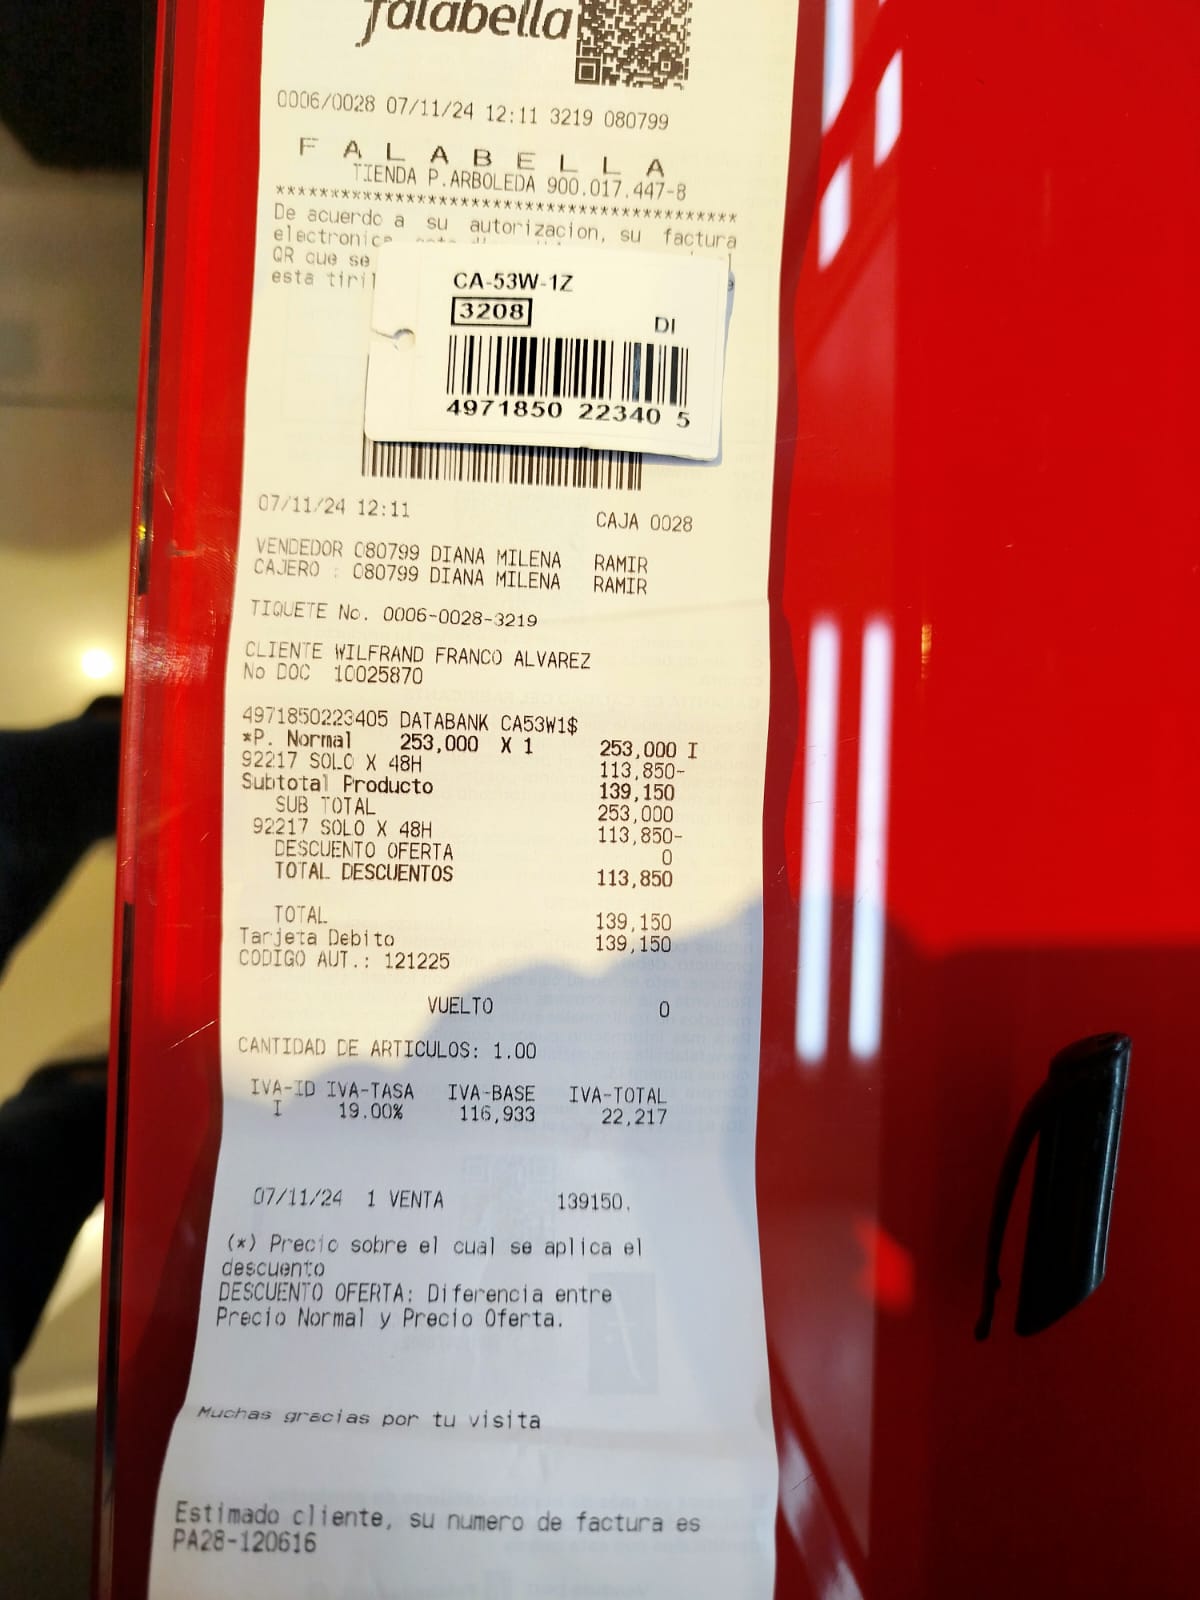 falabella
0006/0028 07/11/24 12:11 3219 080799
F A L A B E L L A
TIENDA P.ARBOLEDA 900.017.447-8
******************************************
De acuerdo a su autorizacion, su factura
electronica
QR que se
esta tiril
CA-53W-1Z
3208
DI
4971850 22340 5
07/11/24 12:11 CAJA 0028
VENDEDOR 080799 DIANA MILENA RAMIR
CAJERO : 080799 DIANA MILENA RAMIR
TIQUETE No. 0006-0028-3219
CLIENTE WILFRAND FRANCO ALVAREZ
No DOC 10025870
4971850223405 DATABANK CA53W1$
*P. Normal 253,000 X 1 253,000 I
92217 SOLO X 48H 113,850-
Subtotal Producto 139,150
SUB TOTAL 253,000
92217 SOLO X 48H 113,850-
DESCUENTO OFERTA 0
TOTAL DESCUENTOS 113,850
TOTAL 139,150
Tarjeta Debito 139,150
CODIGO AUT.: 121225
VUELTO 0
CANTIDAD DE ARTICULOS: 1.00
IVA-ID IVA-TASA IVA-BASE IVA-TOTAL
I 19.00% 116,933 22,217
07/11/24 1 VENTA 139150.
(*) Precio sobre el cual se aplica el
descuento
DESCUENTO OFERTA: Diferencia entre
Precio Normal y Precio Oferta.
Muchas gracias por tu visita
Estimado cliente, su numero de factura es
PA28-120616